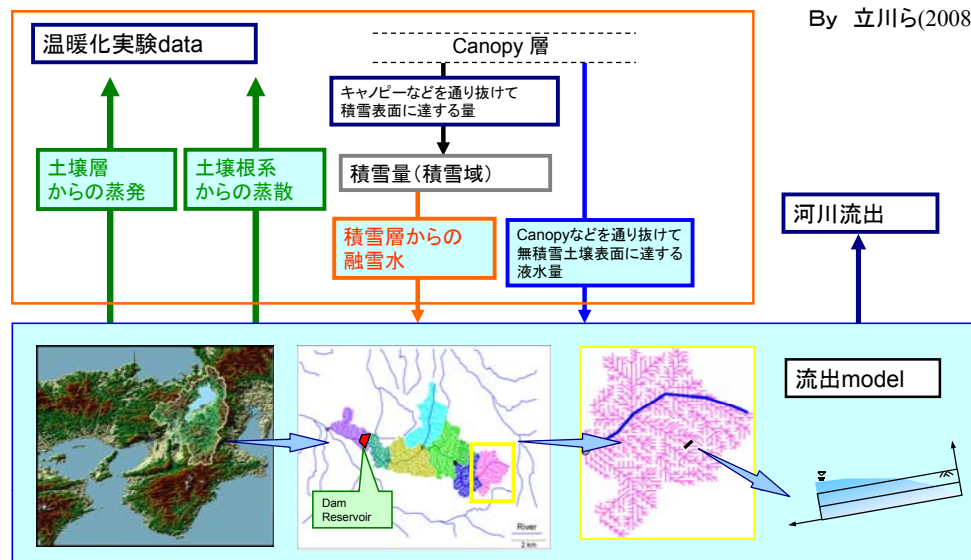 By 立川ら(2008
温暖化実験data
Canopy 層
キャノピーなどを通り抜けて
積雪表面に達する量
土壌層
からの蒸発
土壌根系
からの蒸散
積雪量(積雪域)
河川流出
積雪層からの
融雪水
Canopyなどを通り抜けて
無積雪土壌表面に達する
液水量
流出model
Dam
Reservoir
River
2 km